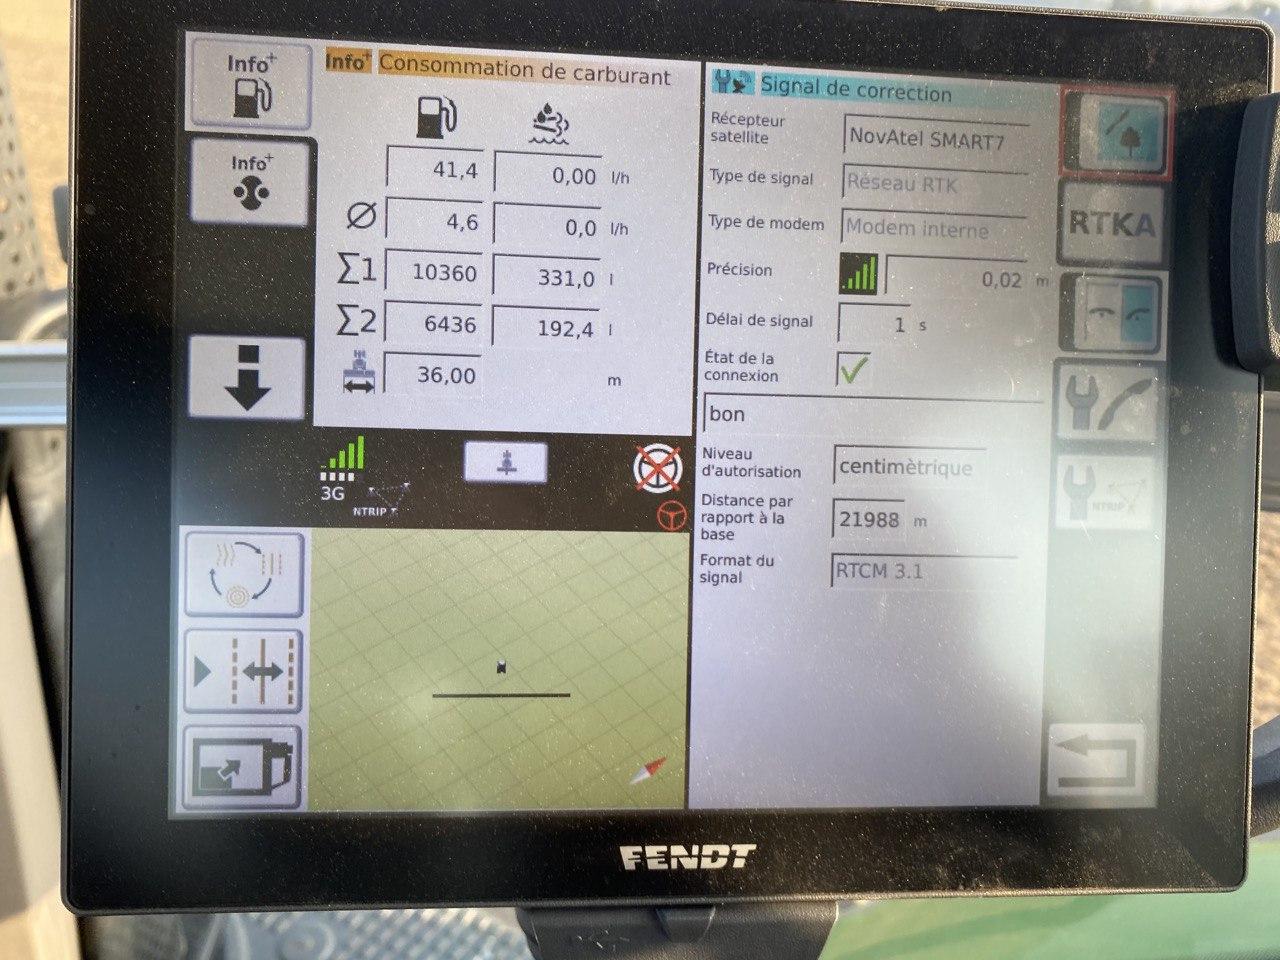 Info+
Info+
Info+ Consommation de carburant
41,4 0,00 l/h
Ø 4,6 0,0 l/h
Σ1 10360 331,0 l
Σ2 6436 192,4 l
36,00 m
3G
NTRIP
Signal de correction
Récepteur
satellite
NovAtel SMART7
Type de signal
Réseau RTK
Type de modem
Modem interne
Précision
0,02 m
Délai de signal
1 s
État de la
connexion
bon
Niveau
d'autorisation
centimètrique
Distance par
rapport à la
base
21988 m
Format du
signal
RTCM 3.1
RTKA
NTRIP
FENDT